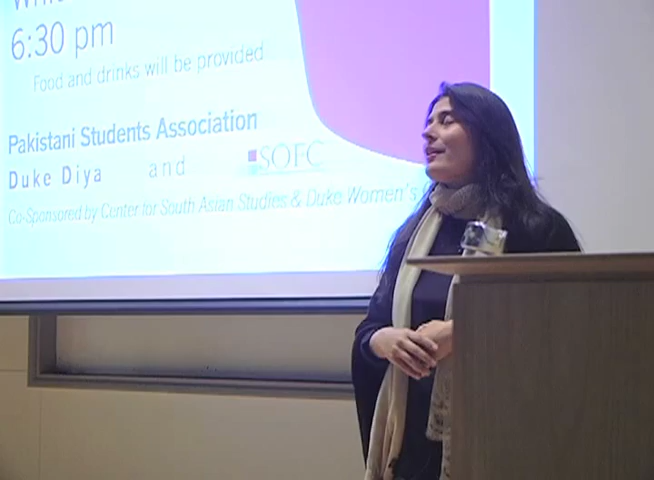 6:30 pm
Food and drinks will be provided
Pakistani Students Association
Duke Diya and SOFC
Co-Sponsored by Center for South Asian Studies & Duke Women's